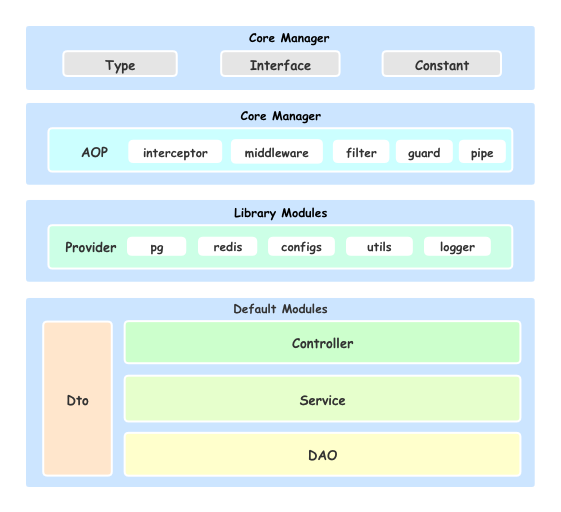 Core Manager
Type Interface Constant
Core Manager
AOP interceptor middleware filter guard pipe
Library Modules
Provider pg redis configs utils logger
Default Modules
Controller
Dto Service
DAO